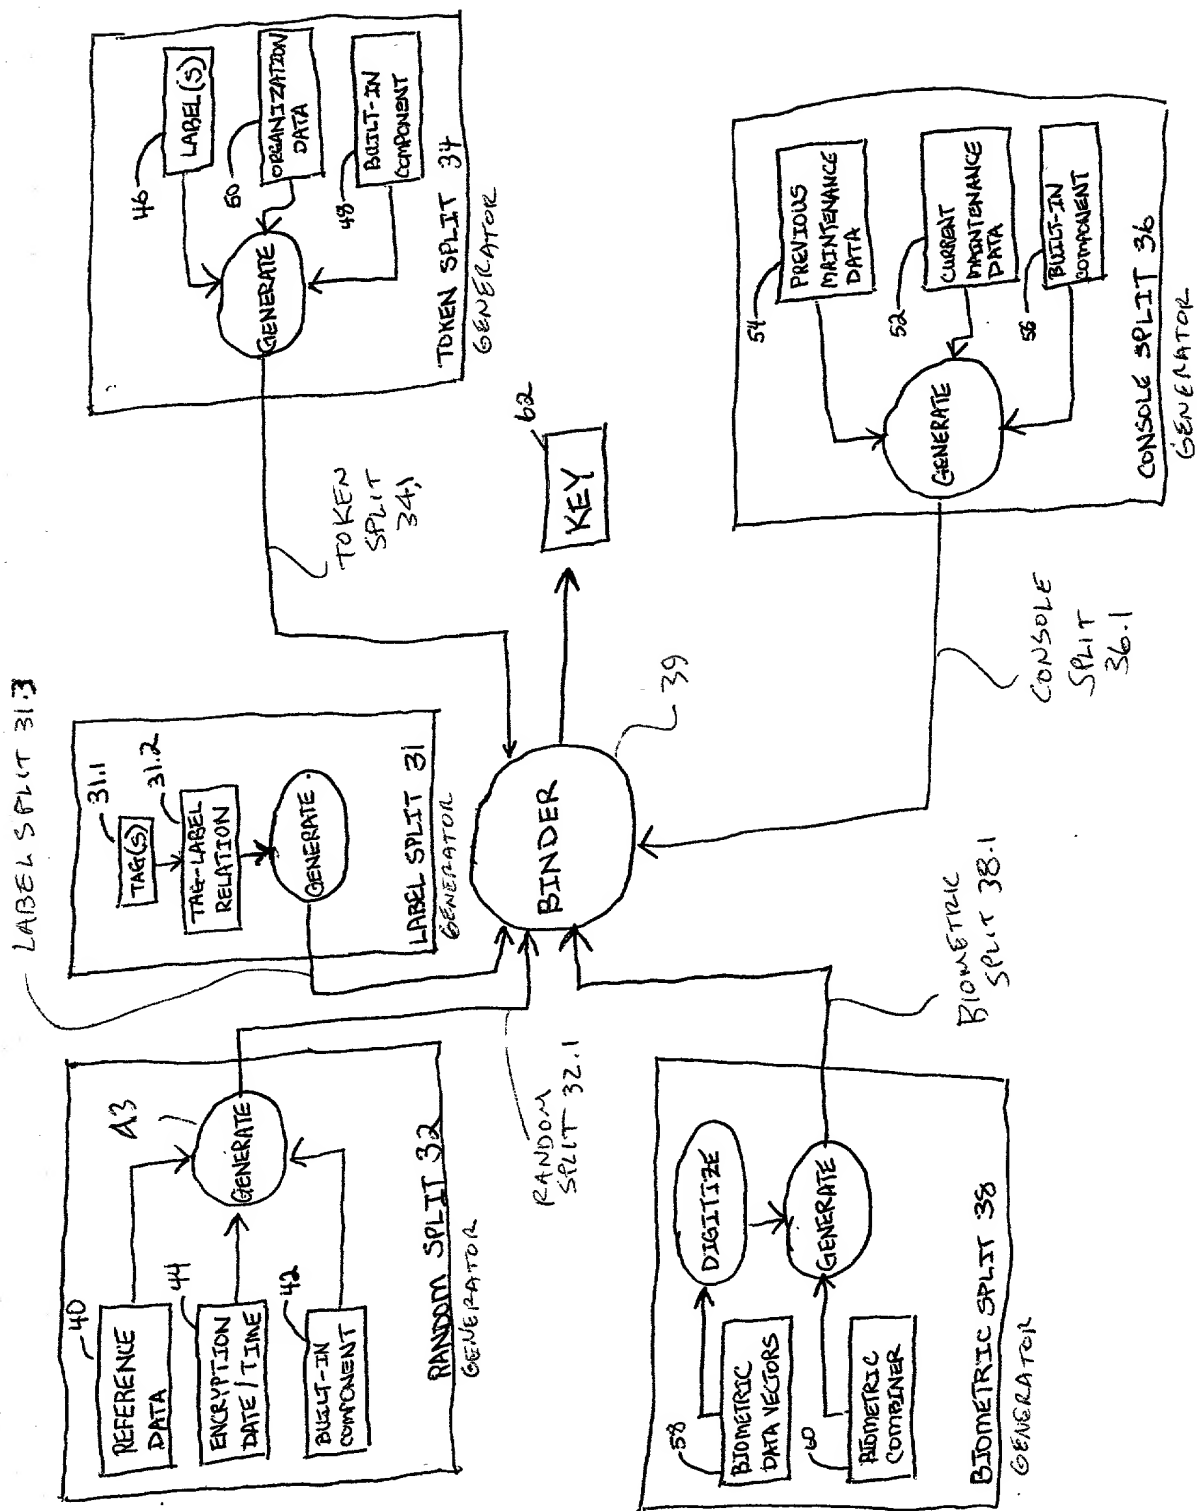 REFERENCE
DATA
40
ENCRYPTION
DATE/TIME
44
BUILT-IN
COMPONENT
42
GENERATE
43
RANDOM SPLIT 32
GENERATOR
RANDOM
SPLIT 32.1
LABEL SPLIT 31.3
TAG(S)
31.1
TAG-LABEL
RELATION
31.2
GENERATE
LABEL SPLIT 31
GENERATOR
46
LABEL(S)
50
ORGANIZATION
DATA
48
BUILT-IN
COMPONENT
GENERATE
TOKEN SPLIT 34
GENERATOR
TOKEN
SPLIT
34.1
BINDER
39
KEY
62
58
BIOMETRIC
DATA VECTORS
60
BIOMETRIC
COMBINER
DIGITIZE
GENERATE
BIOMETRIC SPLIT 38
GENERATOR
BIOMETRIC
SPLIT 38.1
CONSOLE
SPLIT
36.1
54
PREVIOUS
MAINTENANCE
DATA
52
CURRENT
MAINTENANCE
DATA
56
BUILT-IN
COMPONENT
GENERATE
CONSOLE SPLIT 36
GENERATOR